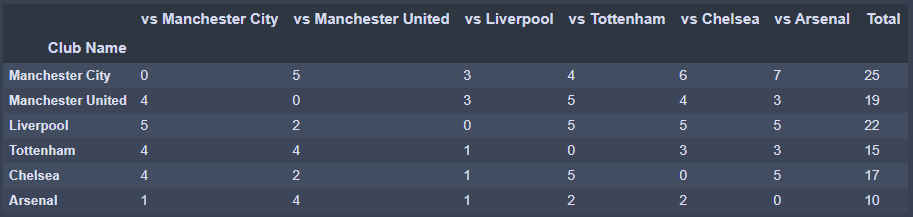 vs Manchester City vs Manchester United vs Liverpool vs Tottenham vs Chelsea vs Arsenal Total
Club Name
Manchester City 0 5 3 4 6 7 25
Manchester United 4 0 3 5 4 3 19
Liverpool 5 2 0 5 5 5 22
Tottenham 4 4 1 0 3 3 15
Chelsea 4 2 1 5 0 5 17
Arsenal 1 4 1 2 2 0 10